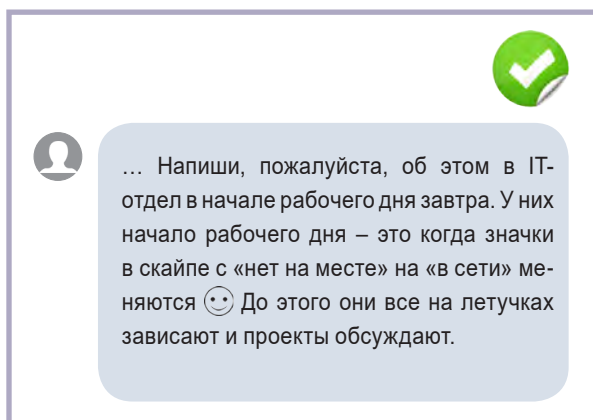 … Напиши, пожалуйста, об этом в IT-
отдел в начале рабочего дня завтра. У них
начало рабочего дня – это когда значки
в скайпе с «нет на месте» на «в сети» ме-
няются 🙂 До этого они все на летучках
зависают и проекты обсуждают.